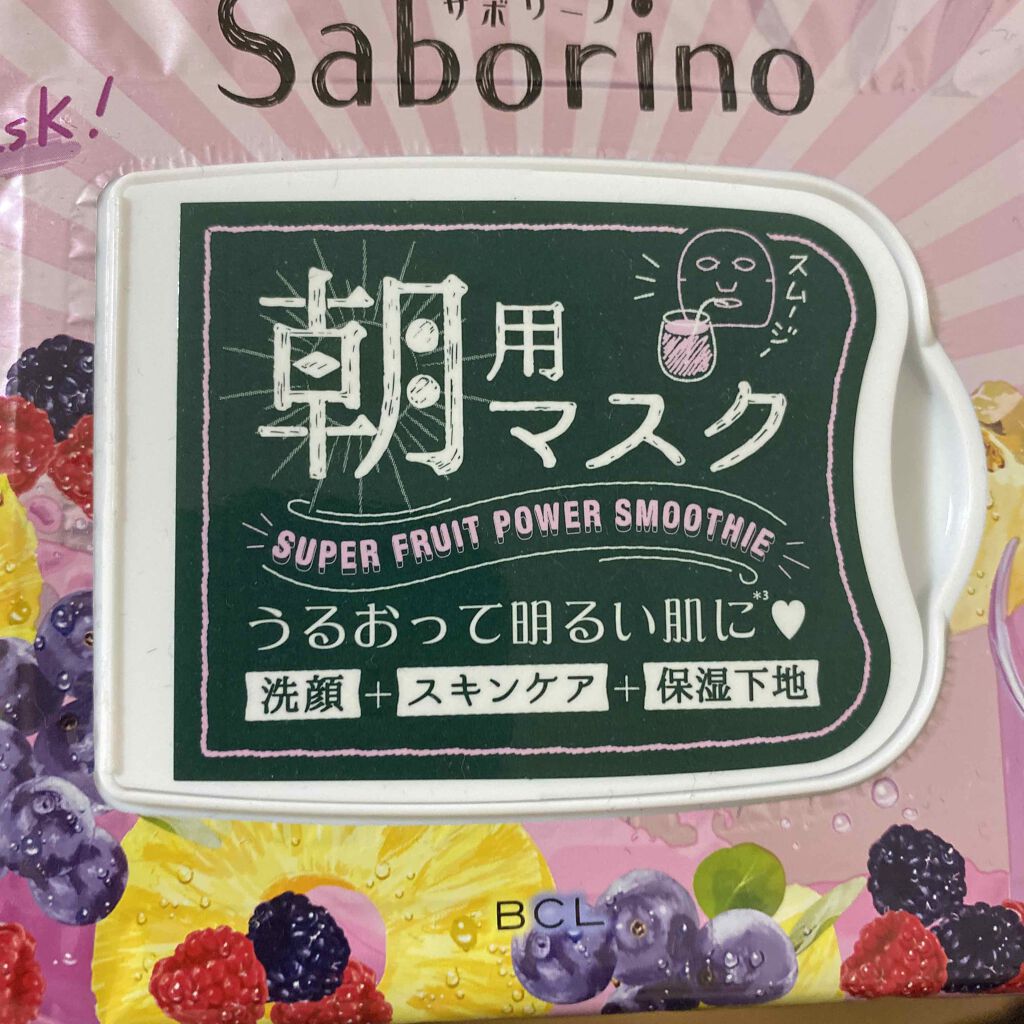 サボリーノ
Saborino
sk!
スムージー
朝用
マスク
SUPER FRUIT POWER SMOOTHIE
うるおって明るい肌に*3♥
洗顔+スキンケア+保湿下地
BCL